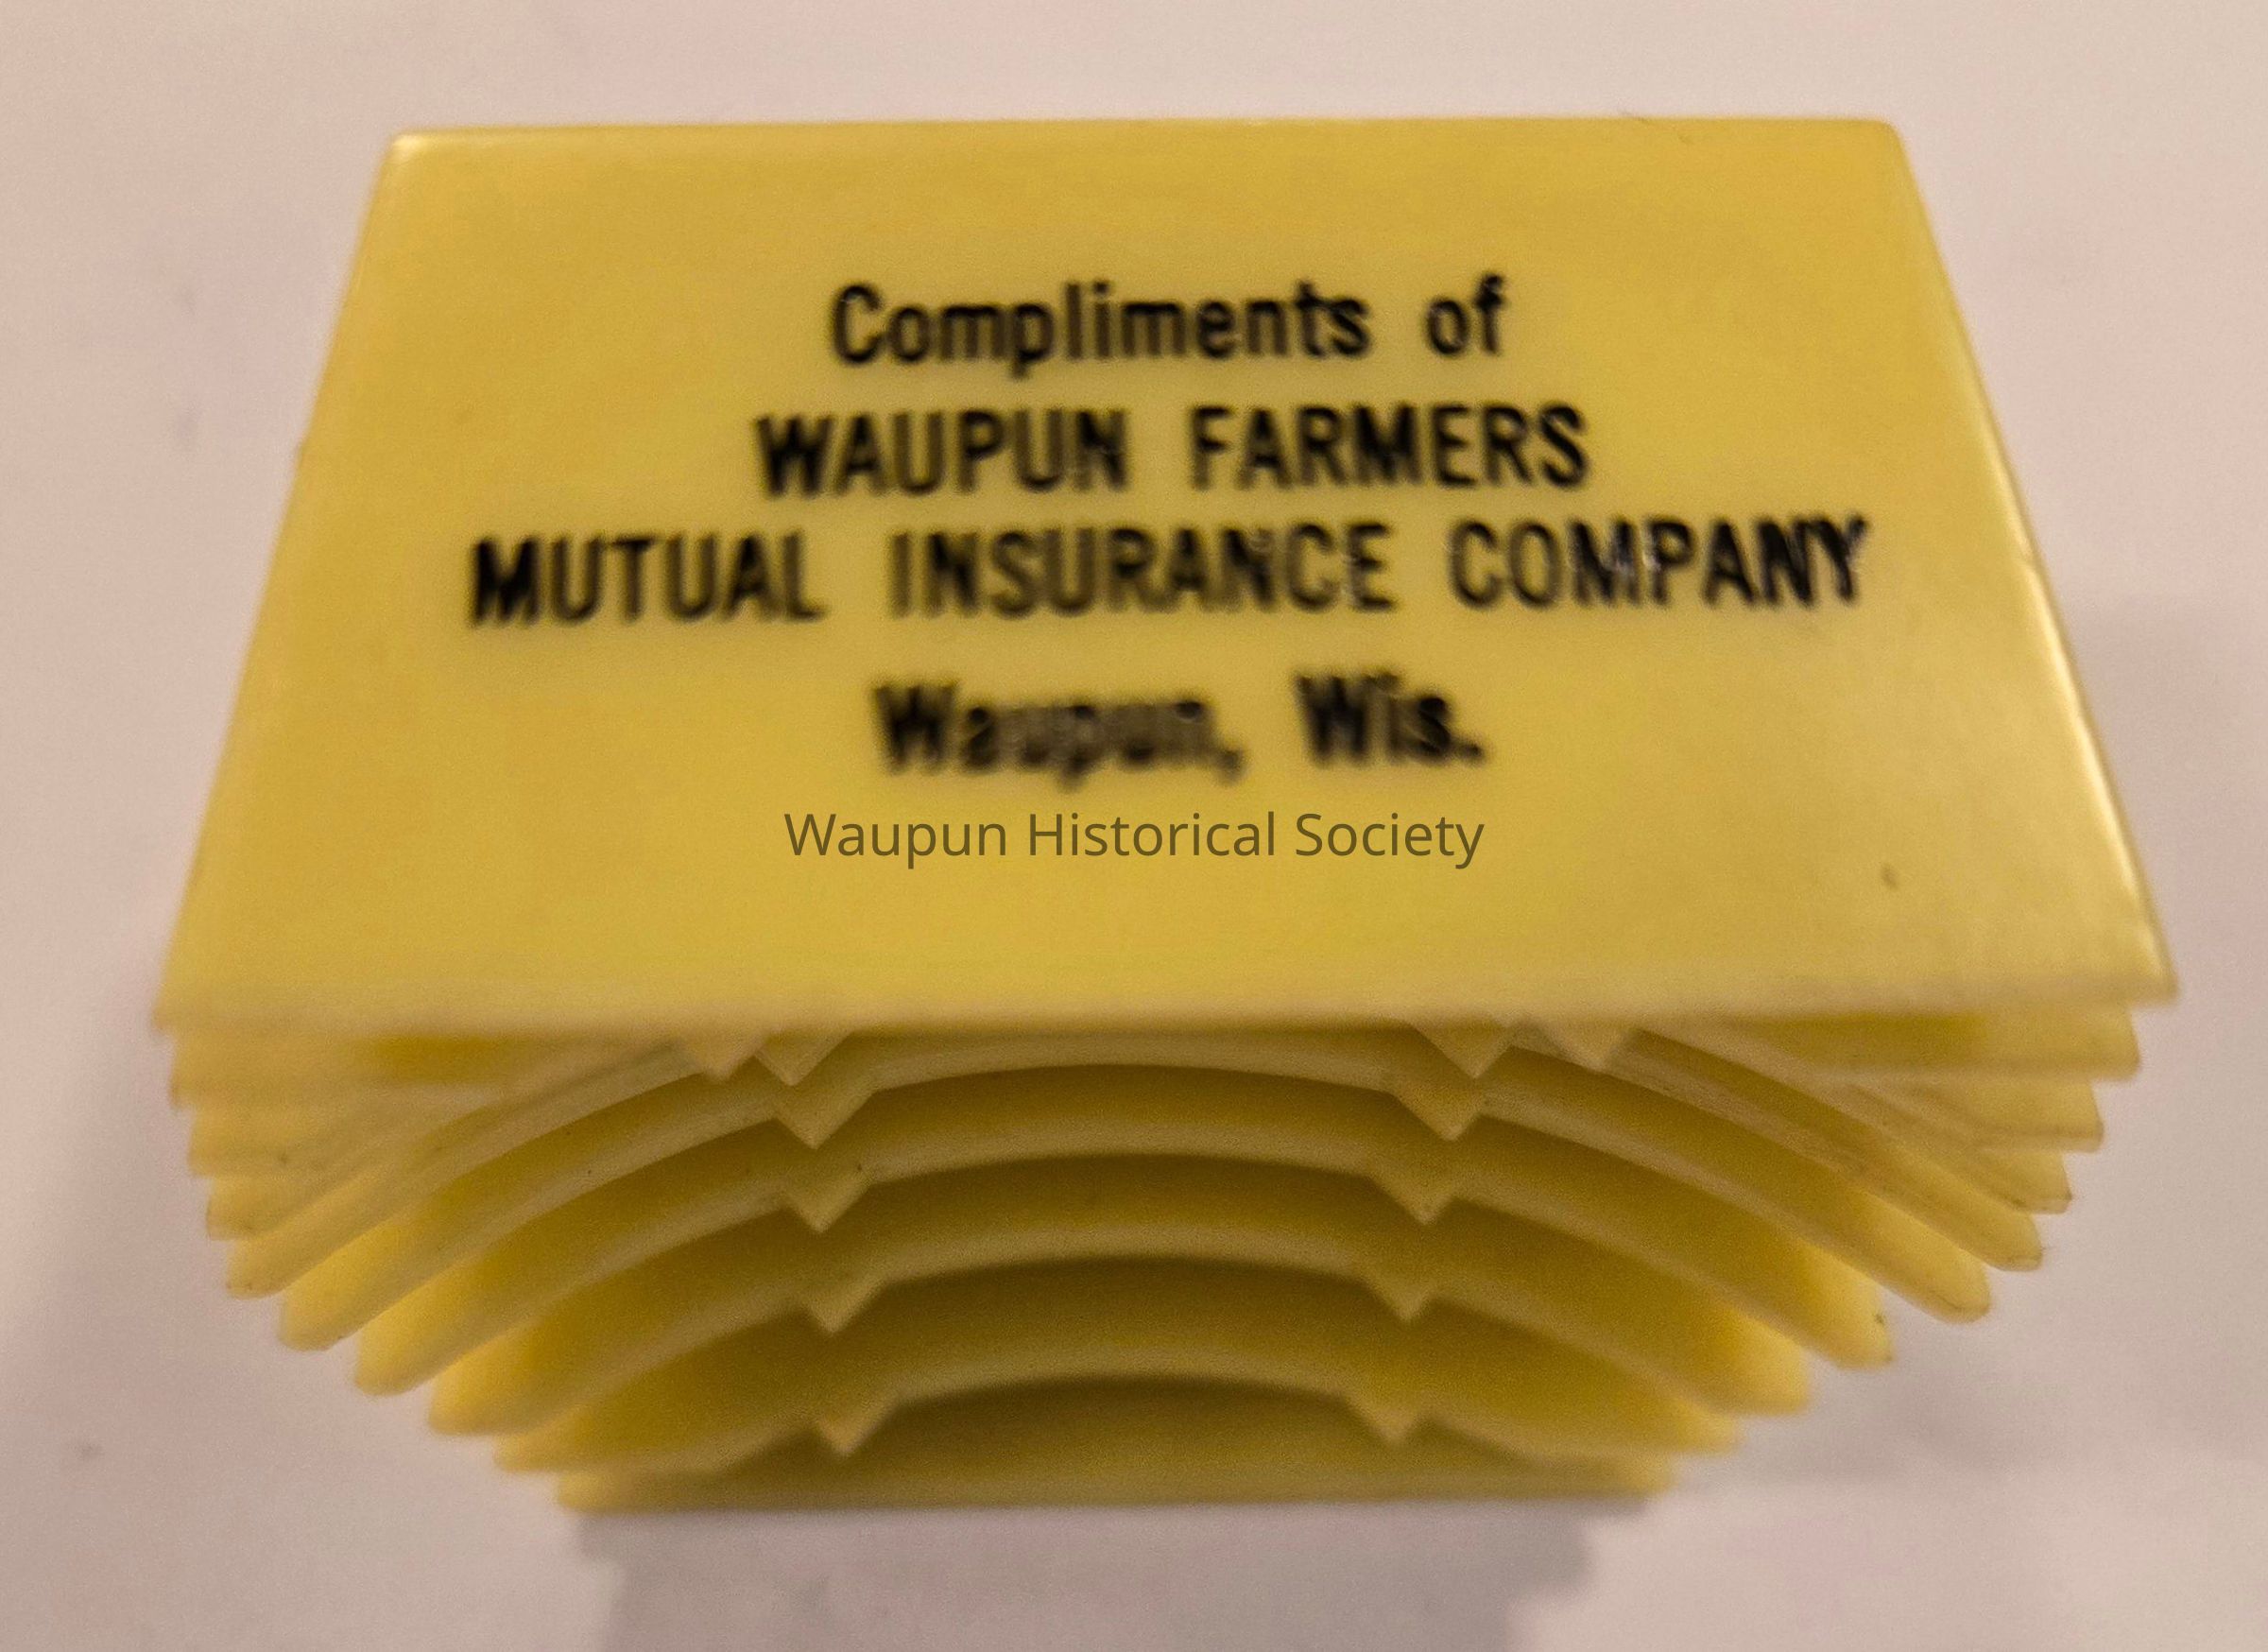 Compliments of
WAUPUN FARMERS
MUTUAL INSURANCE COMPANY
Waupun, Wis.
Waupun Historical Society